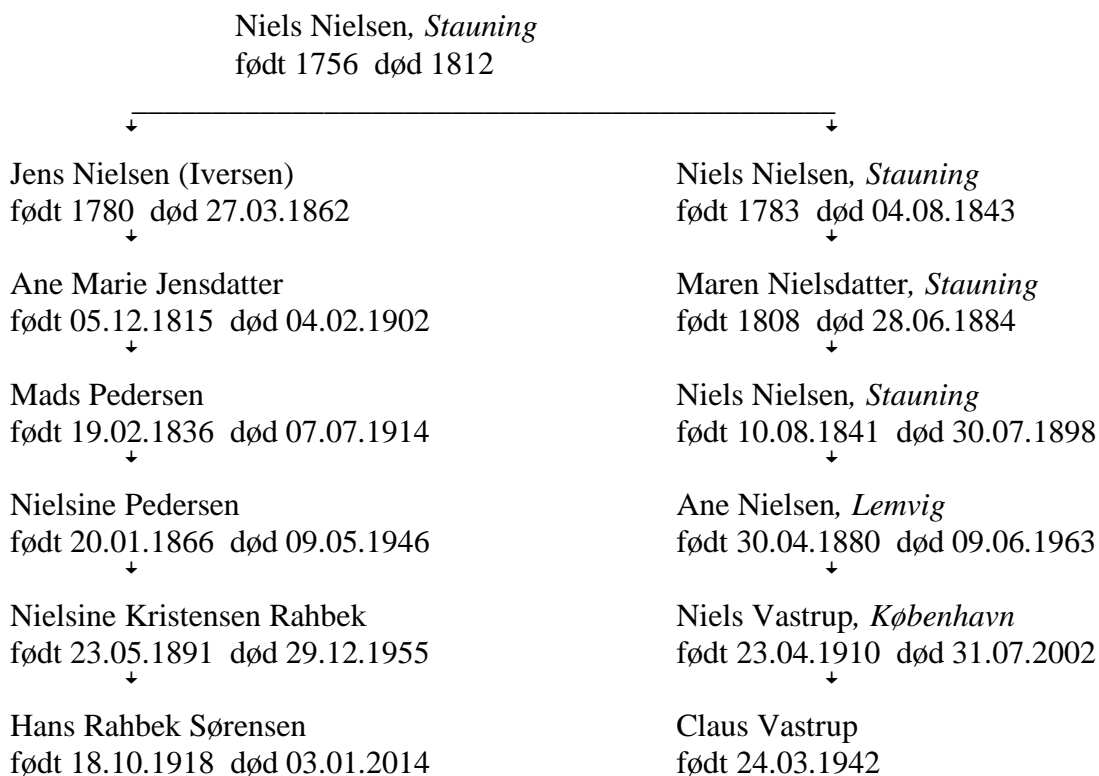 Niels Nielsen, Stauning
født 1756 død 1812
Jens Nielsen (Iversen)
født 1780 død 27.03.1862
Ane Marie Jensdatter
født 05.12.1815 død 04.02.1902
Mads Pedersen
født 19.02.1836 død 07.07.1914
Nielsine Pedersen
født 20.01.1866 død 09.05.1946
Nielsine Kristensen Rahbek
født 23.05.1891 død 29.12.1955
Hans Rahbek Sørensen
født 18.10.1918 død 03.01.2014
Niels Nielsen, Stauning
født 1783 død 04.08.1843
Maren Nielsdatter, Stauning
født 1808 død 28.06.1884
Niels Nielsen, Stauning
født 10.08.1841 død 30.07.1898
Ane Nielsen, Lemvig
født 30.04.1880 død 09.06.1963
Niels Vastrup, København
født 23.04.1910 død 31.07.2002
Claus Vastrup
født 24.03.1942